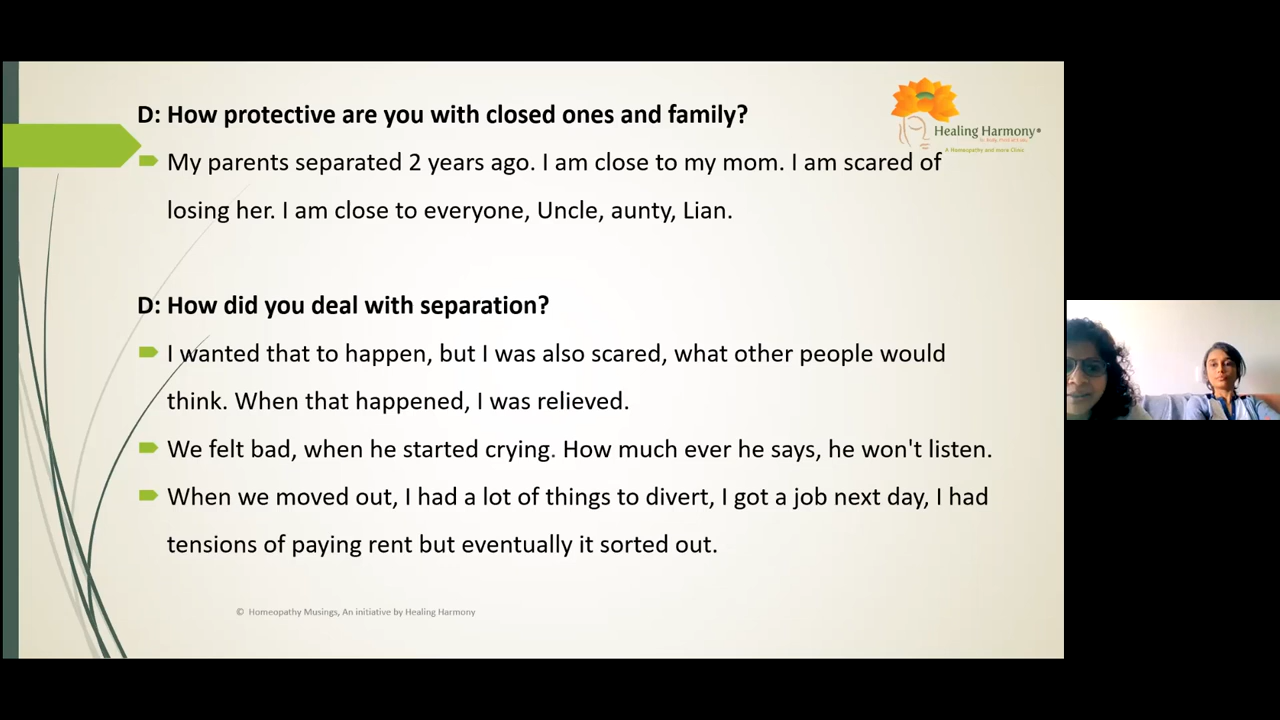 D: How protective are you with closed ones and family?
Healing Harmony®
A Homeopathy and more Clinic
My parents separated 2 years ago. I am close to my mom. I am scared of
losing her. I am close to everyone, Uncle, aunty, Lian.
D: How did you deal with separation?
I wanted that to happen, but I was also scared, what other people would
think. When that happened, I was relieved.
We felt bad, when he started crying. How much ever he says, he won't listen.
When we moved out, I had a lot of things to divert, I got a job next day, I had
tensions of paying rent but eventually it sorted out.
© Homeopathy Musings, An initiative by Healing Harmony